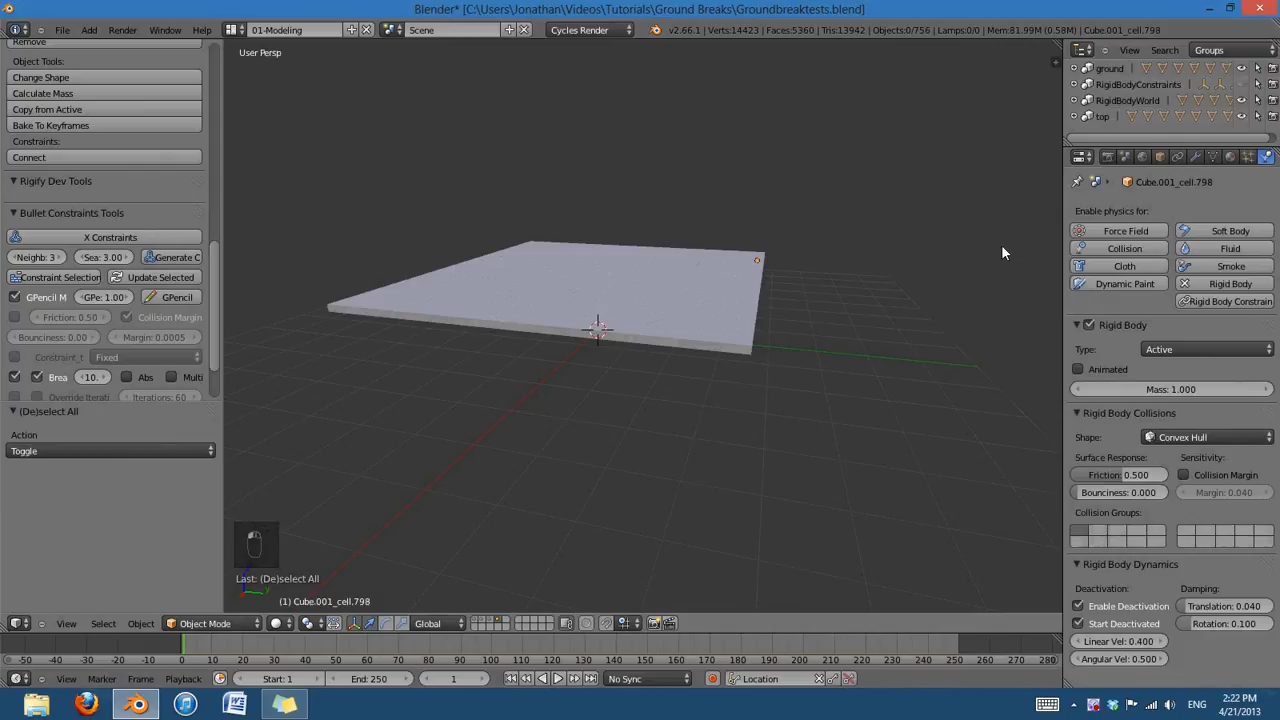 Blender* [C:\Users\Jonathan\Videos\Tutorials\Ground Breaks\Groundbreaktests.blend]
File Add Render Window Help 01-Modeling Scene Cycles Render v2.66.1 | Verts:14423 | Faces:5360 | Tris:13942 | Objects:0/756 | Lamps:0/0 | Mem:81.99M (0.58M) | Cube.001_cell.798
Remove
Object Tools:
Change Shape
Calculate Mass
Copy from Active
Bake To Keyframes
Constraints:
Connect
Rigify Dev Tools
Bullet Constraints Tools
X Constraints
Neighb: 3 Sea: 3.00 Generate C
Constraint Selection Update Selected
GPencil M GPe: 1.00 GPencil
Friction: 0.50 Collision Margin
Bounciness: 0.00 Margin: 0.0005
Constraint_t Fixed
Brea 10. Abs Multi
Override Iterati Iterations: 60
(De)select All
Action
Toggle
User Persp
Last: (De)select All
(1) Cube.001_cell.798
View Select Object Object Mode Global
-50 -40 -30 -20 -10 0 10 20 30 40 50 60 70 80 90 100 110 120 130 140 150 160 170 180 190 200 210 220 230 240 250 260 270 280
View Marker Frame Playback Start: 1 End: 250 1 No Sync Location
View Search Groups
ground
RigidBodyConstraints
RigidBodyWorld
top
Cube.001_cell.798
Enable physics for:
Force Field Soft Body
Collision Fluid
Cloth Smoke
Dynamic Paint Rigid Body
Rigid Body Constrain
Rigid Body
Type: Active
Animated
Mass: 1.000
Rigid Body Collisions
Shape: Convex Hull
Surface Response: Sensitivity:
Friction: 0.500 Collision Margin
Bounciness: 0.000 Margin: 0.040
Collision Groups:
Rigid Body Dynamics
Deactivation: Damping:
Enable Deactivation Translation: 0.040
Start Deactivated Rotation: 0.100
Linear Vel: 0.400
Angular Vel: 0.500
ENG
2:22 PM
4/21/2013